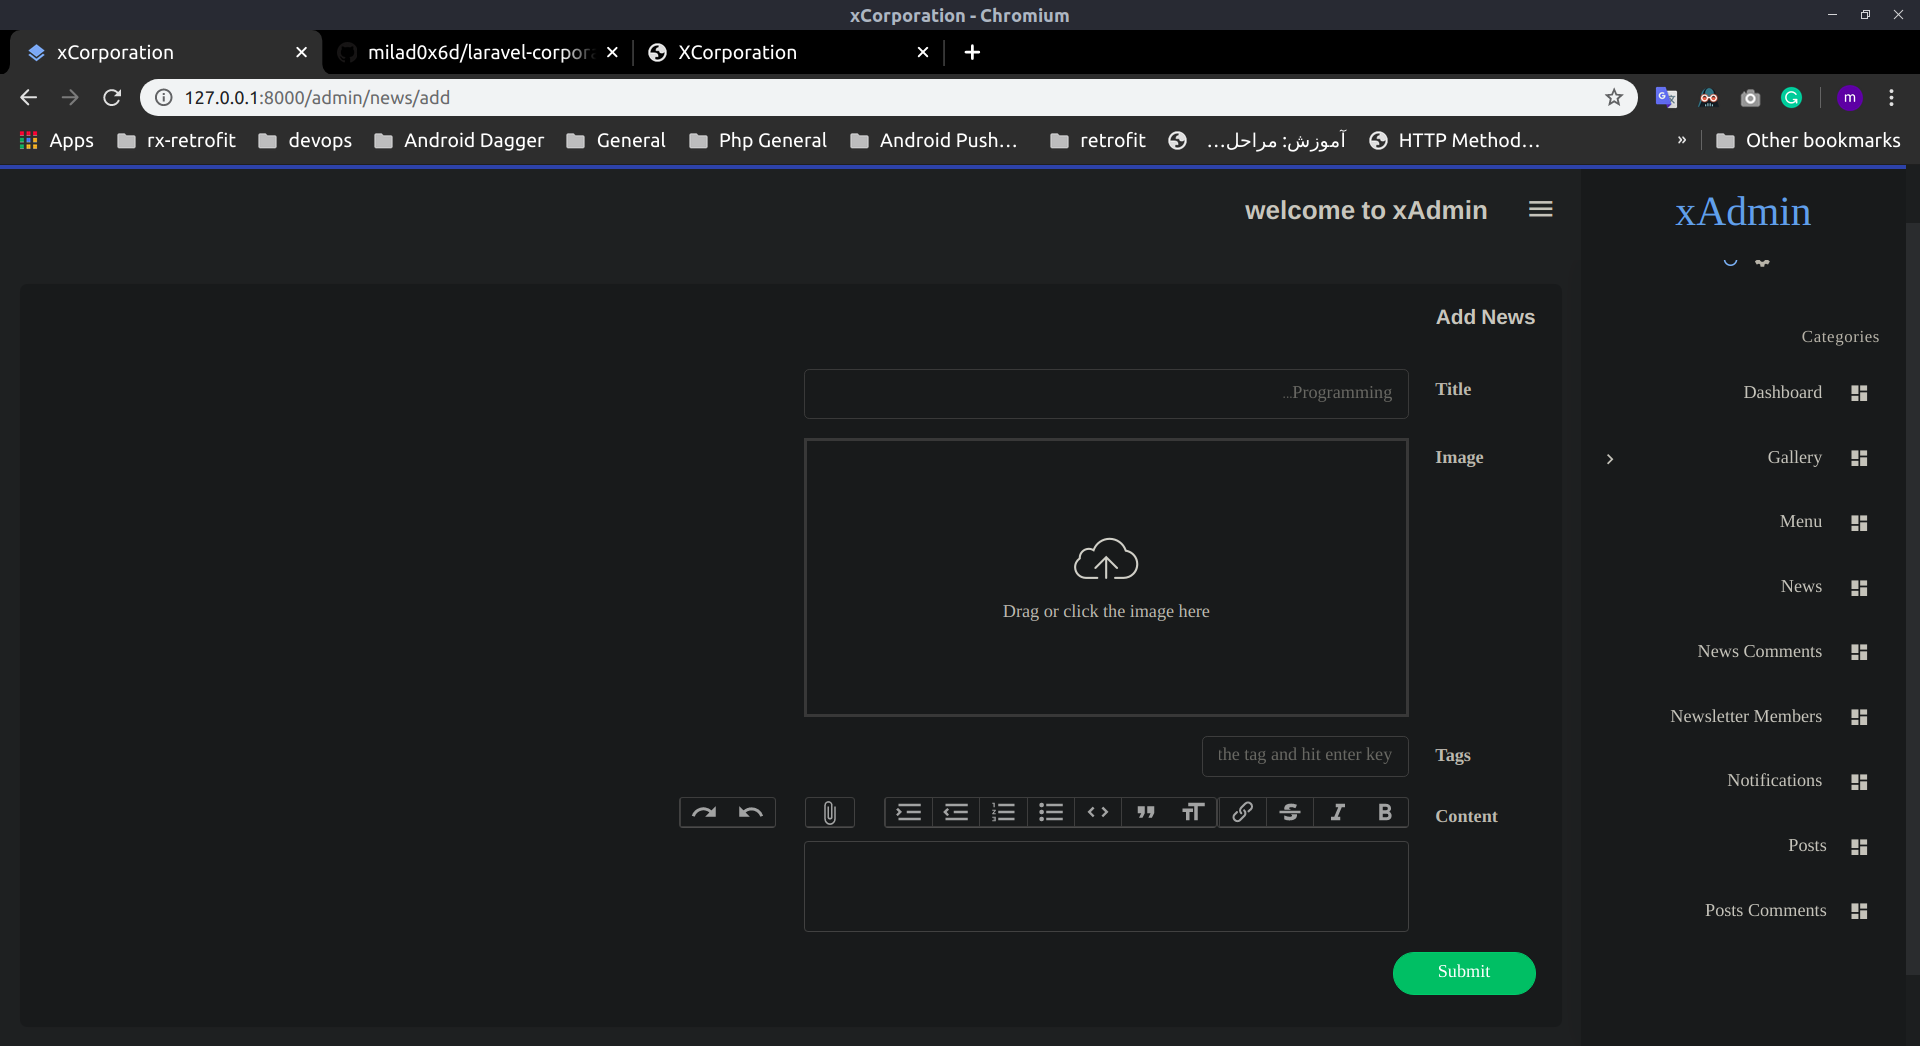 xCorporation - Chromium
xCorporation
milad0x6d/laravel-corpor
XCorporation
127.0.0.1:8000/admin/news/add
m
Apps
rx-retrofit
devops
Android Dagger
General
Php General
Android Push…
retrofit
آموزش: مراحل…
HTTP Method…
»
Other bookmarks
welcome to xAdmin
xAdmin
Add News
Title
...Programming
Image
Drag or click the image here
Tags
the tag and hit enter key
Content
Submit
Categories
Dashboard
Gallery
Menu
News
News Comments
Newsletter Members
Notifications
Posts
Posts Comments